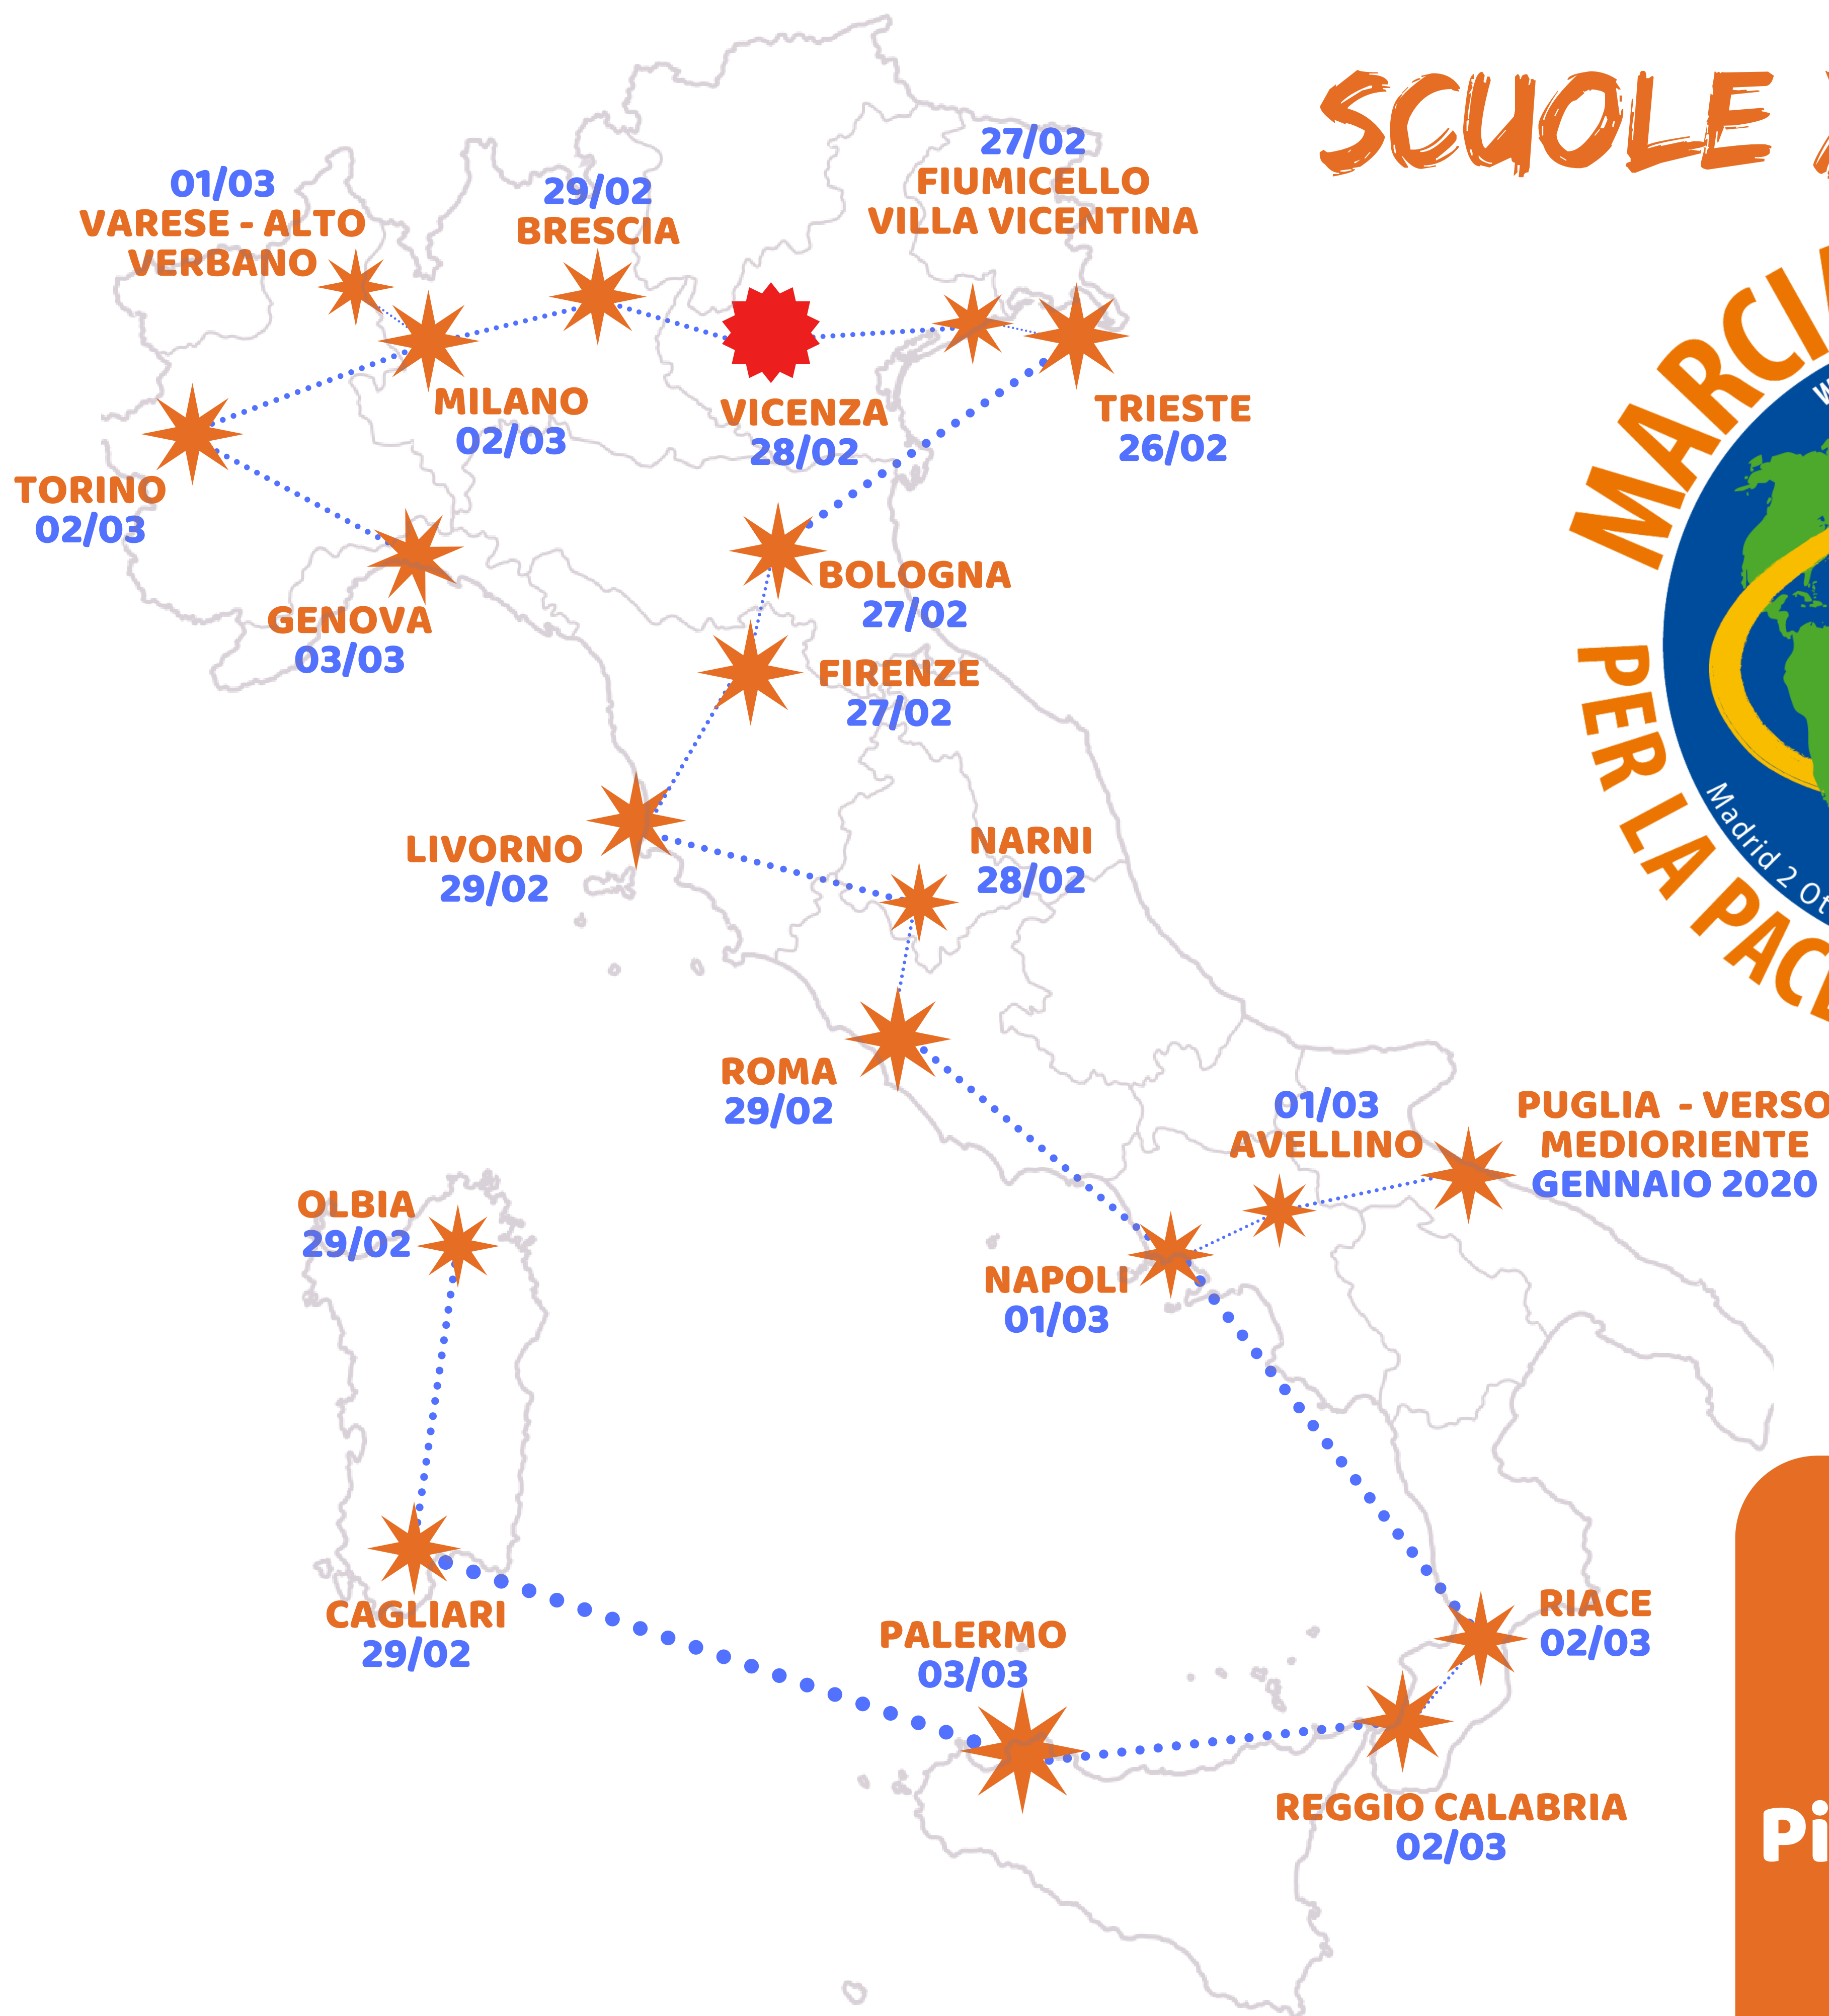 SCUOLE
27/02
FIUMICELLO
VILLA VICENTINA
01/03
VARESE - ALTO
VERBANO
29/02
BRESCIA
MILANO
02/03
VICENZA
28/02
TRIESTE
26/02
TORINO
02/03
GENOVA
03/03
BOLOGNA
27/02
FIRENZE
27/02
LIVORNO
29/02
NARNI
28/02
ROMA
29/02
01/03
AVELLINO
PUGLIA - VERSO
MEDIORIENTE
GENNAIO 2020
OLBIA
29/02
NAPOLI
01/03
CAGLIARI
29/02
PALERMO
03/03
RIACE
02/03
REGGIO CALABRIA
02/03
MARCI
PER LA PAC
Madrid 2 Ot
Pi